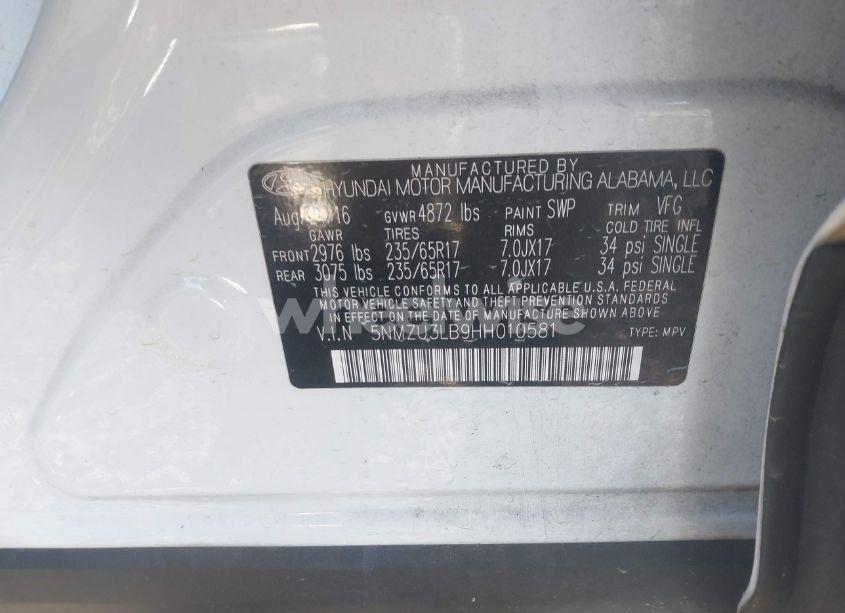 MANUFACTURED BY
HYUNDAI MOTOR MANUFACTURING ALABAMA, LLC
Aug/ /16 GVWR 4872 lbs PAINT SWP TRIM VFG
GAWR TIRES RIMS COLD TIRE INFL
FRONT 2976 lbs 235/65R17 7.0JX17 34 psi SINGLE
REAR 3075 lbs 235/65R17 7.0JX17 34 psi SINGLE
THIS VEHICLE CONFORMS TO ALL APPLICABLE U.S.A. FEDERAL
MOTOR VEHICLE SAFETY AND THEFT PREVENTION STANDARDS
IN EFFECT ON THE DATE OF MANUFACTURE SHOWN ABOVE
V.I.N 5NMZU3LB9HH010581 TYPE: MPV